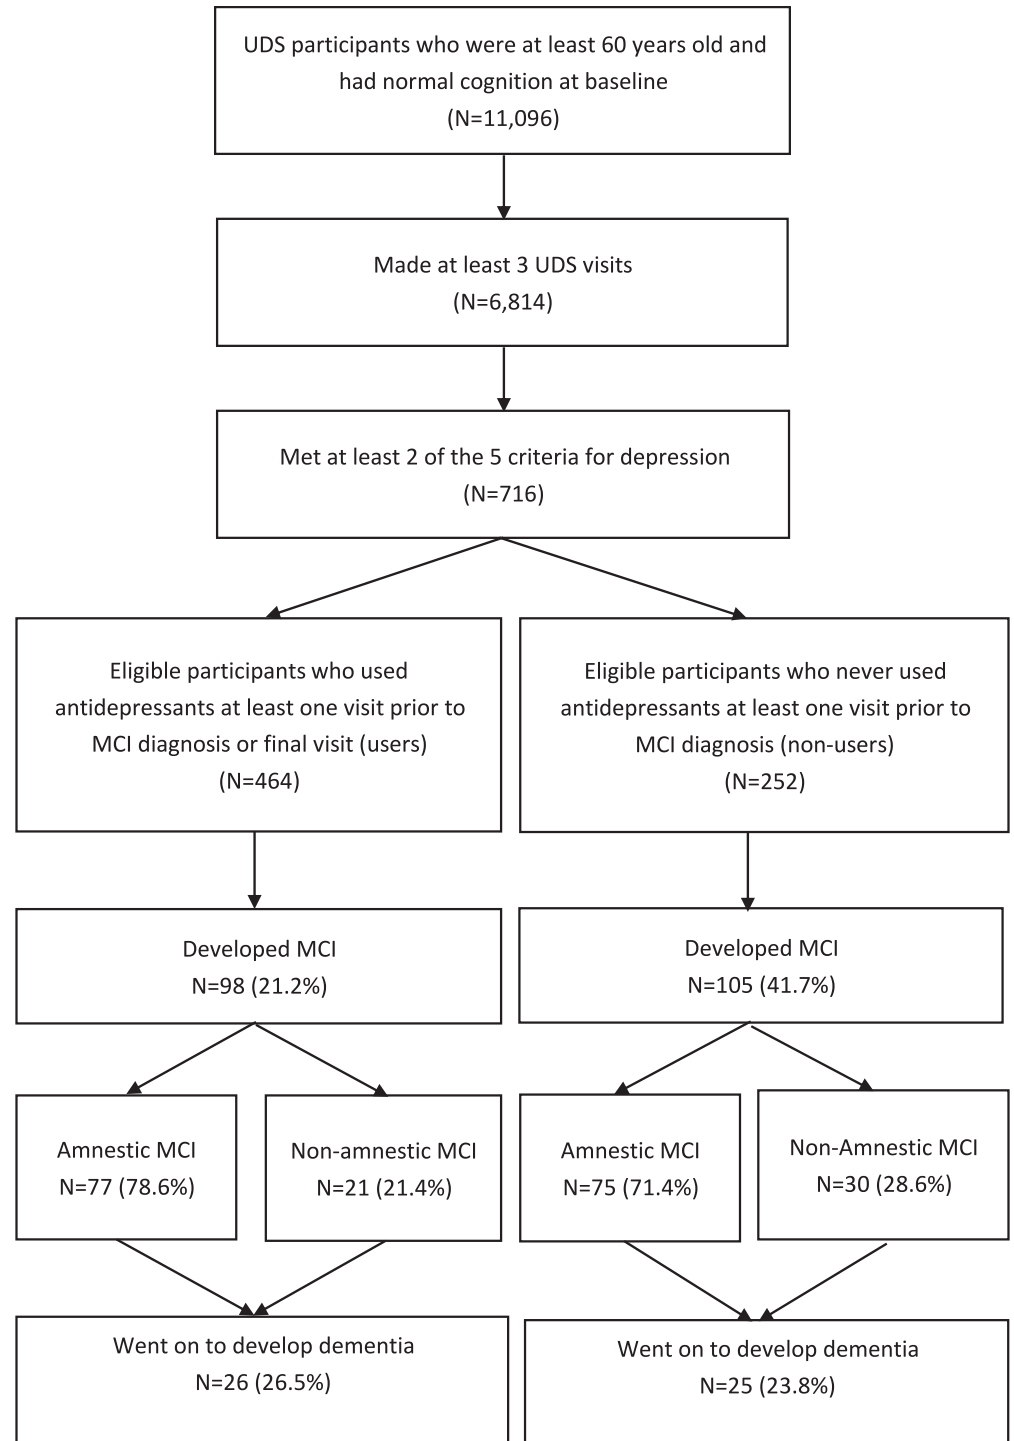 UDS participants who were at least 60 years old and
had normal cognition at baseline
(N=11,096)
Made at least 3 UDS visits
(N=6,814)
Met at least 2 of the 5 criteria for depression
(N=716)
Eligible participants who used
antidepressants at least one visit prior to
MCI diagnosis or final visit (users)
(N=464)
Eligible participants who never used
antidepressants at least one visit prior to
MCI diagnosis (non-users)
(N=252)
Developed MCI
N=98 (21.2%)
Developed MCI
N=105 (41.7%)
Amnestic MCI
N=77 (78.6%)
Non-amnestic MCI
N=21 (21.4%)
Amnestic MCI
N=75 (71.4%)
Non-Amnestic MCI
N=30 (28.6%)
Went on to develop dementia
N=26 (26.5%)
Went on to develop dementia
N=25 (23.8%)